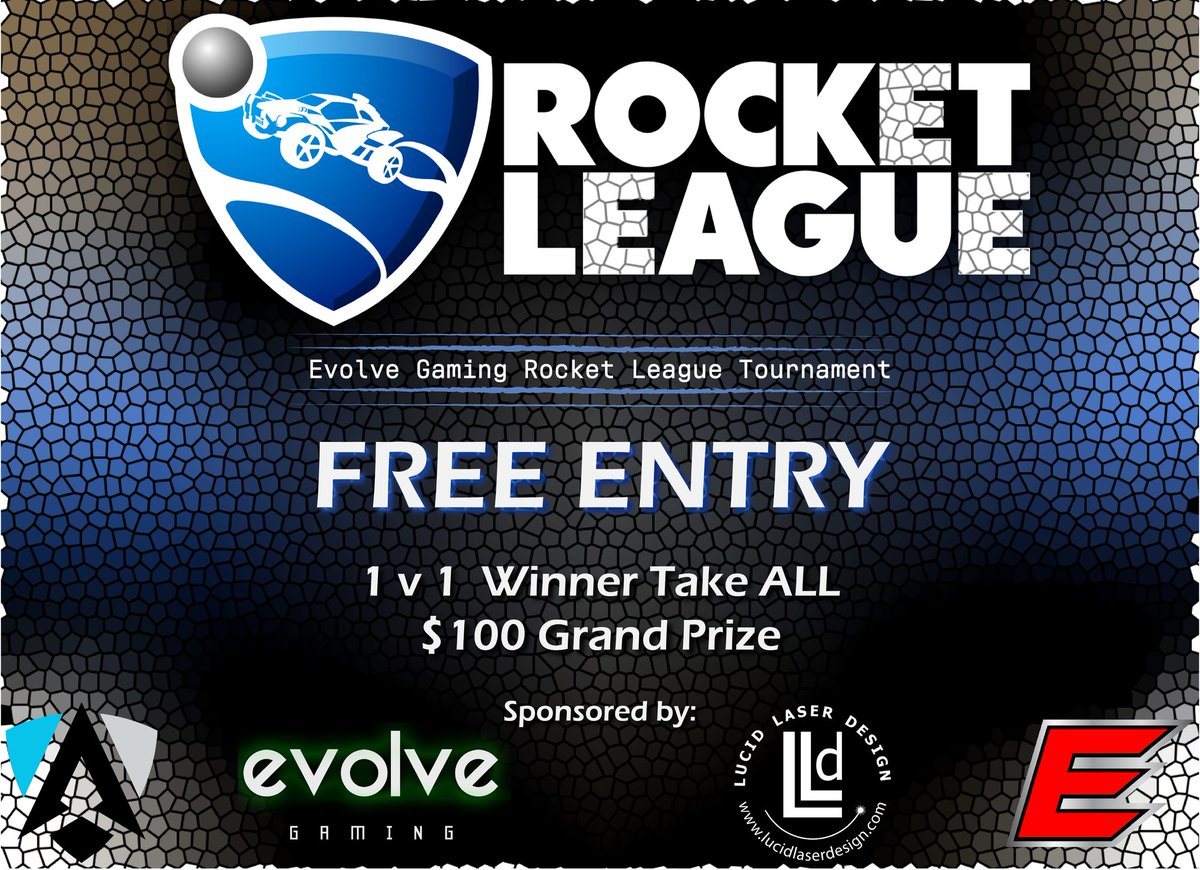 ROCKET
LEAGUE
Evolve Gaming Rocket League Tournament
FREE ENTRY
1 v 1 Winner Take ALL
$100 Grand Prize
Sponsored by:
evolve
GAMING
LUCID LASER DESIGN
LLd
www.lucidlaserdesign.com
E